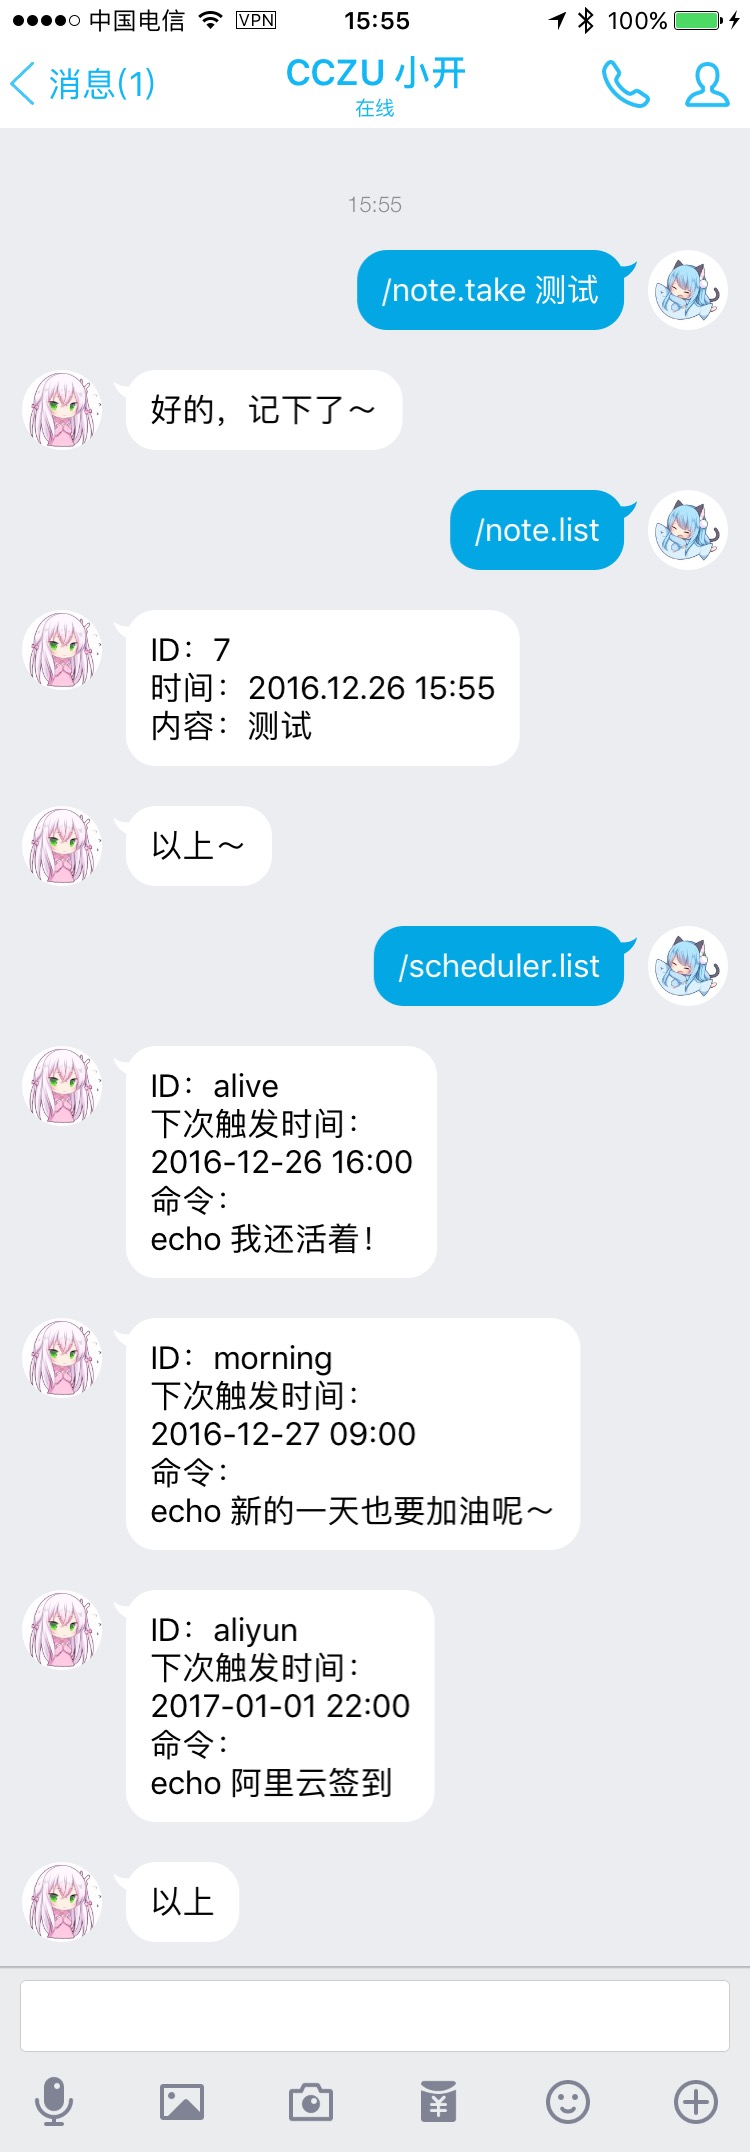 中国电信 VPN 15:55 100%
消息(1) CCZU 小开
在线
15:55
/note.take 测试
好的，记下了～
/note.list
ID：7
时间：2016.12.26 15:55
内容：测试
以上～
/scheduler.list
ID：alive
下次触发时间：
2016-12-26 16:00
命令：
echo 我还活着！
ID：morning
下次触发时间：
2016-12-27 09:00
命令：
echo 新的一天也要加油呢～
ID：aliyun
下次触发时间：
2017-01-01 22:00
命令：
echo 阿里云签到
以上
¥